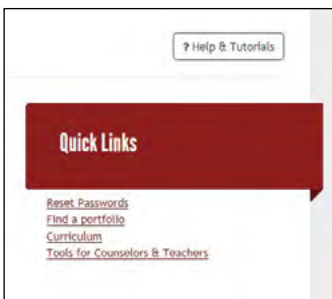 ? Help & Tutorials
Quick Links
Reset Passwords
Find a portfolio
Curriculum
Tools for Counselors & Teachers